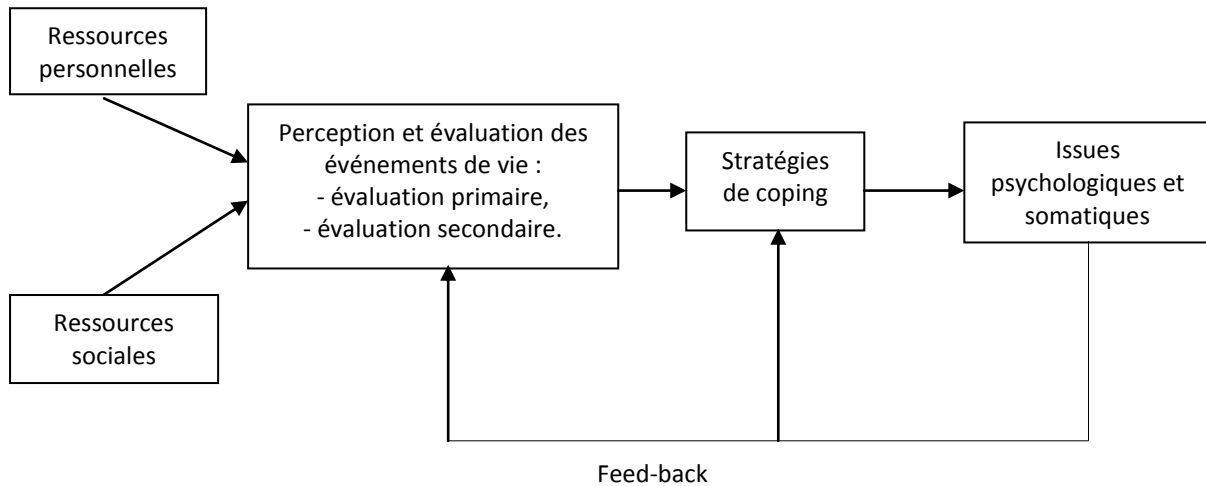 Ressources
personnelles
Perception et évaluation des
événements de vie :
- évaluation primaire,
- évaluation secondaire.
Stratégies
de coping
Issues
psychologiques et
somatiques
Ressources
sociales
Feed-back